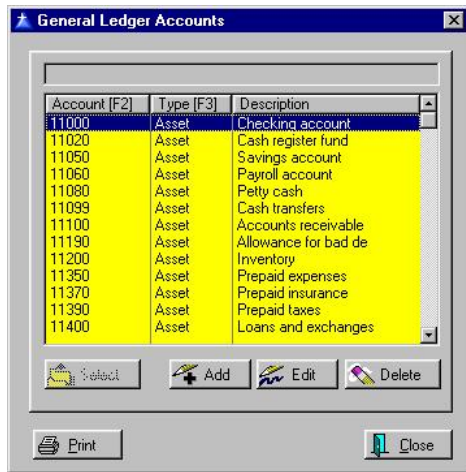 General Ledger Accounts
Account [F2] Type [F3] Description
11000 Asset Checking account
11020 Asset Cash register fund
11050 Asset Savings account
11060 Asset Payroll account
11080 Asset Petty cash
11099 Asset Cash transfers
11100 Asset Accounts receivable
11190 Asset Allowance for bad de
11200 Asset Inventory
11350 Asset Prepaid expenses
11370 Asset Prepaid insurance
11390 Asset Prepaid taxes
11400 Asset Loans and exchanges
Select Add Edit Delete
Print Close